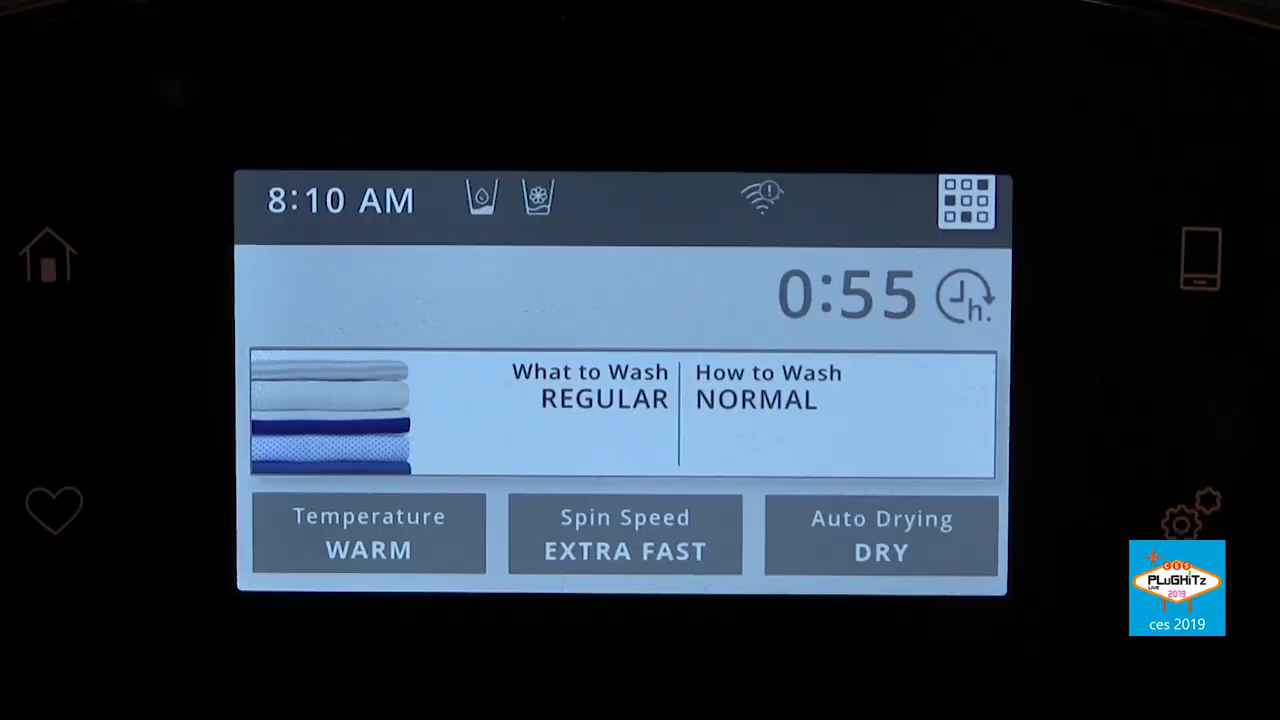 8:10 AM
0:55 h.
What to Wash
REGULAR
How to Wash
NORMAL
Temperature
WARM
Spin Speed
EXTRA FAST
Auto Drying
DRY
CES
PLuGHiTz
LIVE
2019
ces 2019